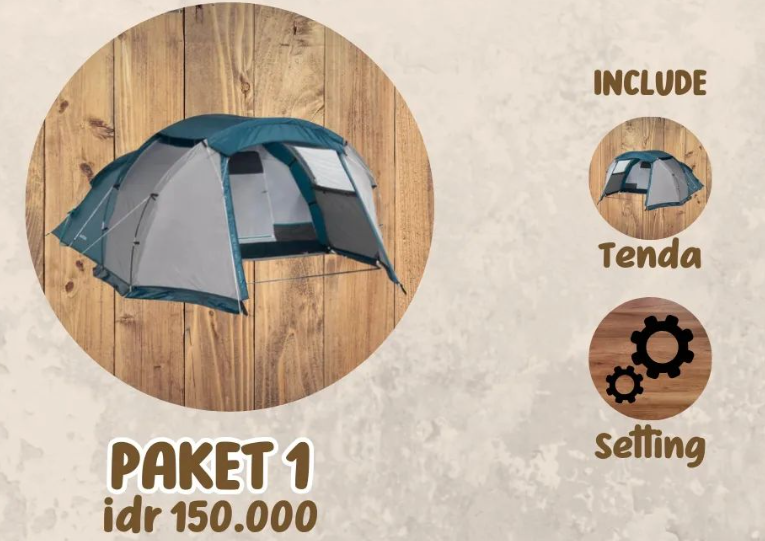 INCLUDE
Tenda
Setting
PAKET 1
idr 150.000